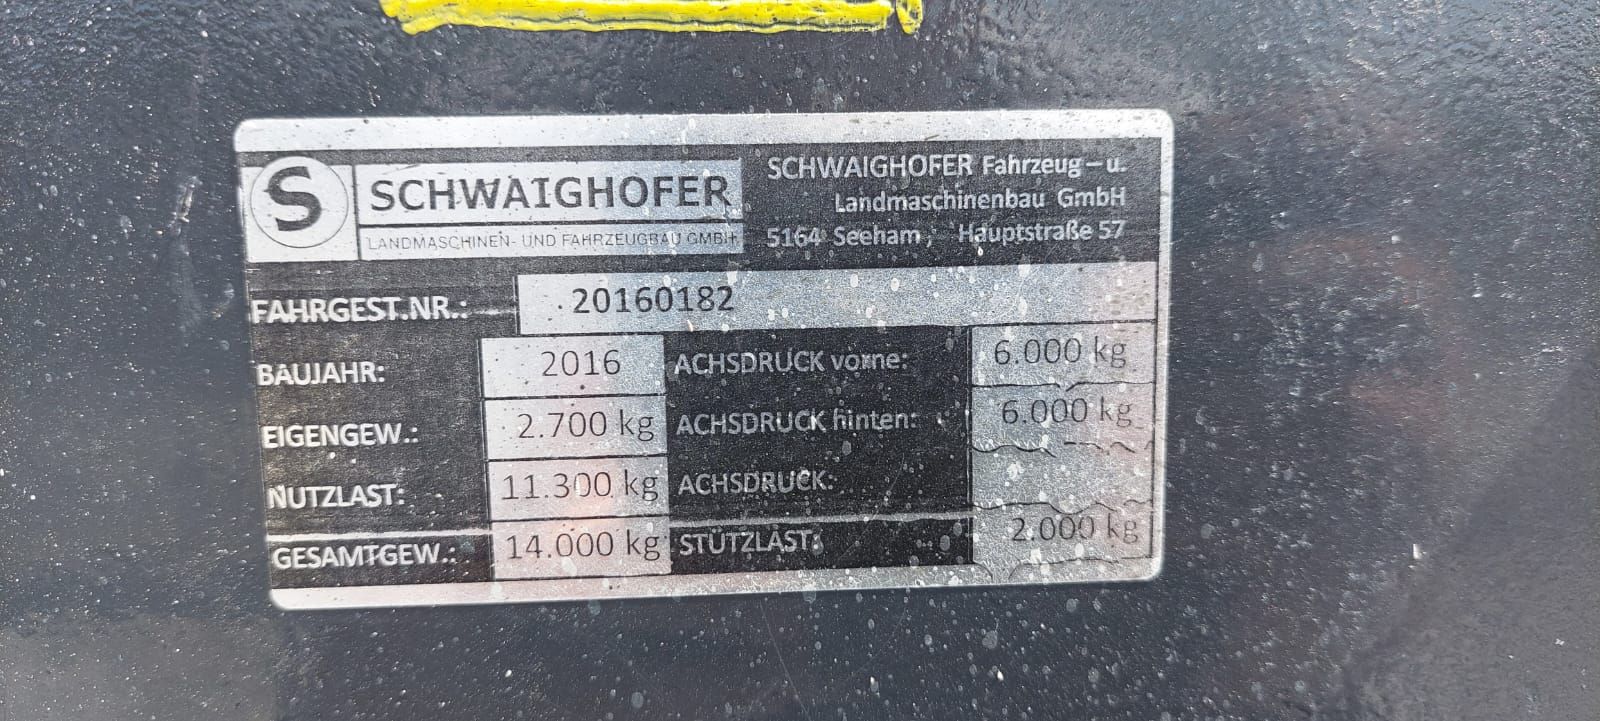 S
SCHWAIGHOFER
LANDMASCHINEN- UND FAHRZEUGBAU GMBH
SCHWAIGHOFER Fahrzeug – u.
Landmaschinenbau GmbH
5164 Seeham, Hauptstraße 57
FAHRGEST.NR.: 20160182
BAUJAHR: 2016 ACHSDRUCK vorne: 6.000 kg
EIGENGEW.: 2.700 kg ACHSDRUCK hinten: 6.000 kg
NUTZLAST: 11.300 kg ACHSDRUCK:
GESAMTGEW.: 14.000 kg STÜTZLAST: 2.000 kg